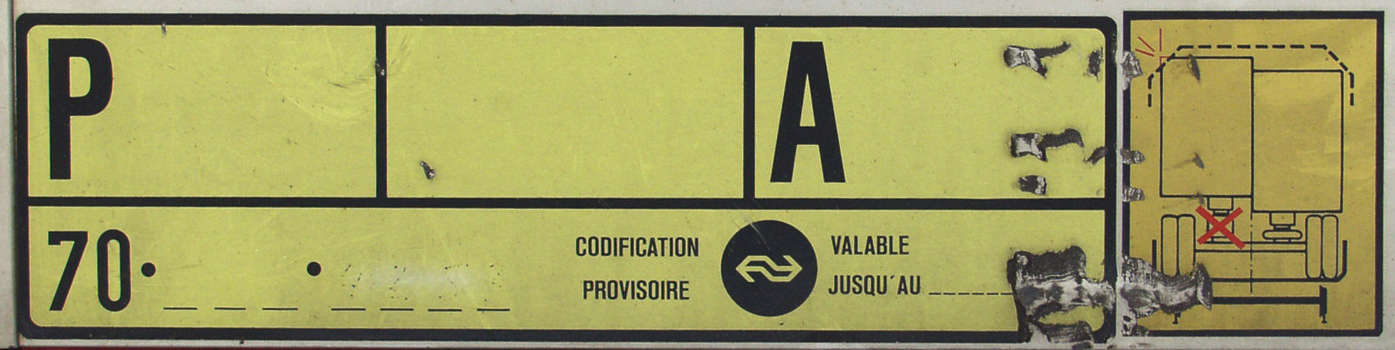 P A
70 • _ _ • _ _ _ _
CODIFICATION VALABLE
PROVISOIRE JUSQU´AU _ _ _ _ _ _